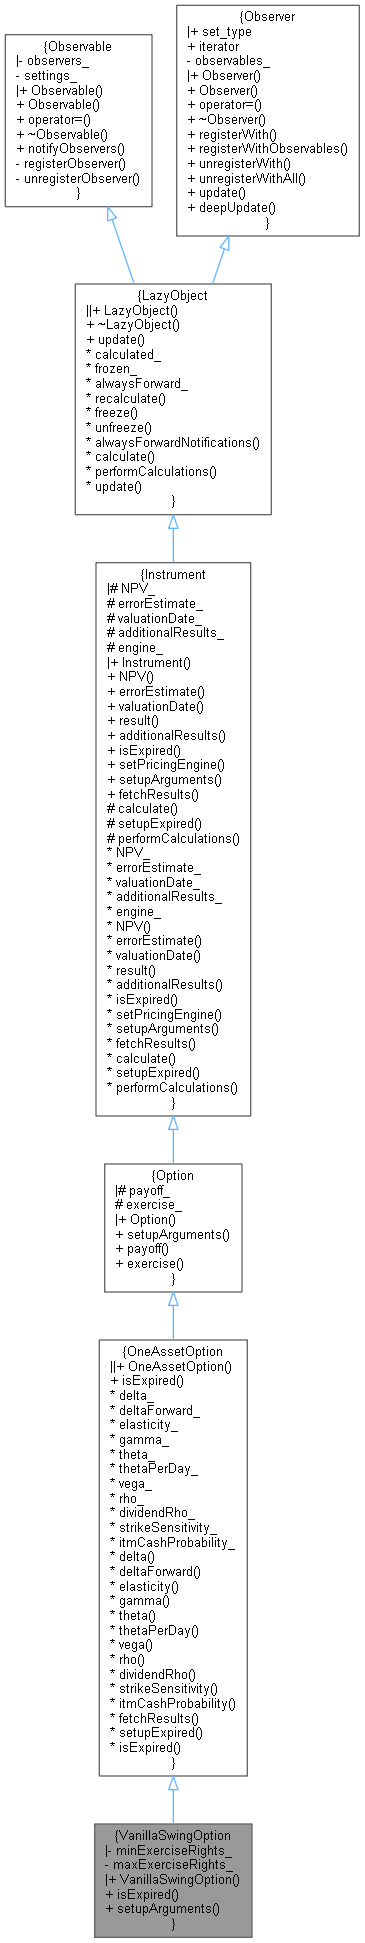 {Observable
|- observers_
- settings_
|+ Observable()
+ Observable()
+ operator=()
+ ~Observable()
+ notifyObservers()
- registerObserver()
- unregisterObserver()
}
{Observer
|+ set_type
+ iterator
- observables_
|+ Observer()
+ Observer()
+ operator=()
+ ~Observer()
+ registerWith()
+ registerWithObservables()
+ unregisterWith()
+ unregisterWithAll()
+ update()
+ deepUpdate()
}
{LazyObject
||+ LazyObject()
+ ~LazyObject()
+ update()
* calculated_
* frozen_
* alwaysForward_
* recalculate()
* freeze()
* unfreeze()
* alwaysForwardNotifications()
* calculate()
* performCalculations()
* update()
}
{Instrument
|# NPV_
# errorEstimate_
# valuationDate_
# additionalResults_
# engine_
|+ Instrument()
+ NPV()
+ errorEstimate()
+ valuationDate()
+ result()
+ additionalResults()
+ isExpired()
+ setPricingEngine()
+ setupArguments()
+ fetchResults()
# calculate()
# setupExpired()
# performCalculations()
* NPV_
* errorEstimate_
* valuationDate_
* additionalResults_
* engine_
* NPV()
* errorEstimate()
* valuationDate()
* result()
* additionalResults()
* isExpired()
* setPricingEngine()
* setupArguments()
* fetchResults()
* calculate()
* setupExpired()
* performCalculations()
}
{Option
|# payoff_
# exercise_
|+ Option()
+ setupArguments()
+ payoff()
+ exercise()
}
{OneAssetOption
||+ OneAssetOption()
+ isExpired()
* delta_
* deltaForward_
* elasticity_
* gamma_
* theta_
* thetaPerDay_
* vega_
* rho_
* dividendRho_
* strikeSensitivity_
* itmCashProbability_
* delta()
* deltaForward()
* elasticity()
* gamma()
* theta()
* thetaPerDay()
* vega()
* rho()
* dividendRho()
* strikeSensitivity()
* itmCashProbability()
* fetchResults()
* setupExpired()
* isExpired()
}
{VanillaSwingOption
|- minExerciseRights_
- maxExerciseRights_
|+ VanillaSwingOption()
+ isExpired()
+ setupArguments()
}